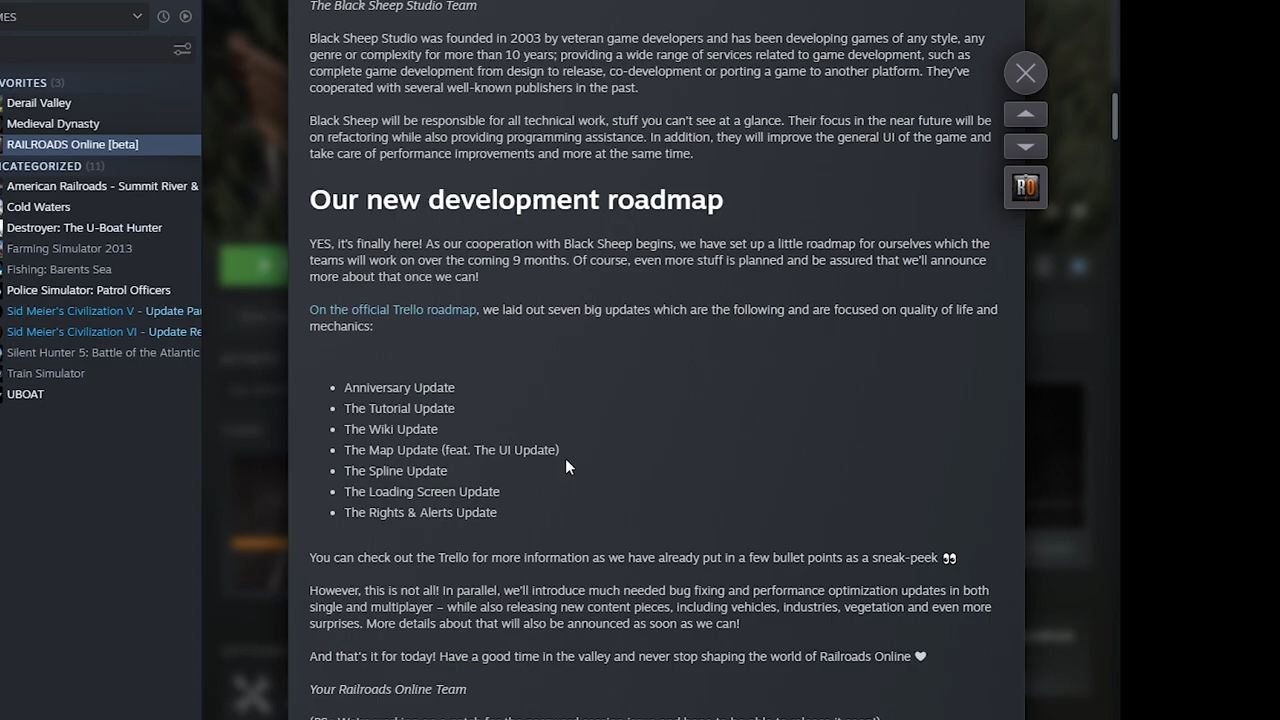 MES
VORITES (3)
Derail Valley
Medieval Dynasty
RAILROADS Online [beta]
CATEGORIZED (11)
American Railroads - Summit River &
Cold Waters
Destroyer: The U-Boat Hunter
Farming Simulator 2013
Fishing: Barents Sea
Police Simulator: Patrol Officers
Sid Meier's Civilization V - Update Pau
Sid Meier's Civilization VI - Update Re
Silent Hunter 5: Battle of the Atlantic
Train Simulator
UBOAT
The Black Sheep Studio Team
Black Sheep Studio was founded in 2003 by veteran game developers and has been developing games of any style, any
genre or complexity for more than 10 years; providing a wide range of services related to game development, such as
complete game development from design to release, co-development or porting a game to another platform. They've
cooperated with several well-known publishers in the past.
Black Sheep will be responsible for all technical work, stuff you can't see at a glance. Their focus in the near future will be
on refactoring while also providing programming assistance. In addition, they will improve the general UI of the game and
take care of performance improvements and more at the same time.
Our new development roadmap
YES, it's finally here! As our cooperation with Black Sheep begins, we have set up a little roadmap for ourselves which the
teams will work on over the coming 9 months. Of course, even more stuff is planned and be assured that we'll announce
more about that once we can!
On the official Trello roadmap, we laid out seven big updates which are the following and are focused on quality of life and
mechanics:
• Anniversary Update
• The Tutorial Update
• The Wiki Update
• The Map Update (feat. The UI Update)
• The Spline Update
• The Loading Screen Update
• The Rights & Alerts Update
You can check out the Trello for more information as we have already put in a few bullet points as a sneak-peek 👀
However, this is not all! In parallel, we'll introduce much needed bug fixing and performance optimization updates in both
single and multiplayer – while also releasing new content pieces, including vehicles, industries, vegetation and even more
surprises. More details about that will also be announced as soon as we can!
And that's it for today! Have a good time in the valley and never stop shaping the world of Railroads Online ♥
Your Railroads Online Team
RO